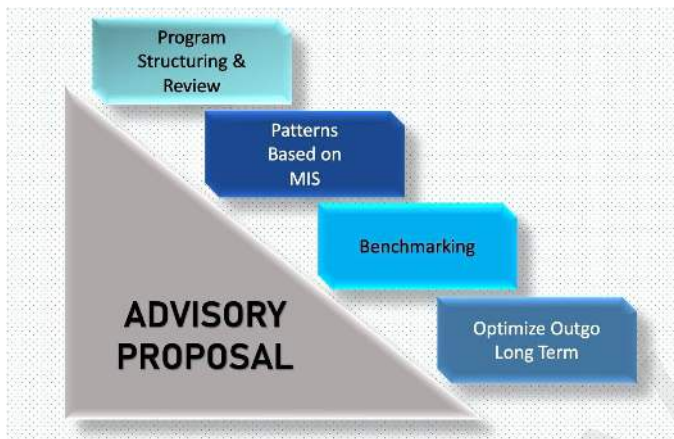 Program
Structuring &
Review
Patterns
Based on
MIS
Benchmarking
Optimize Outgo
Long Term
ADVISORY
PROPOSAL